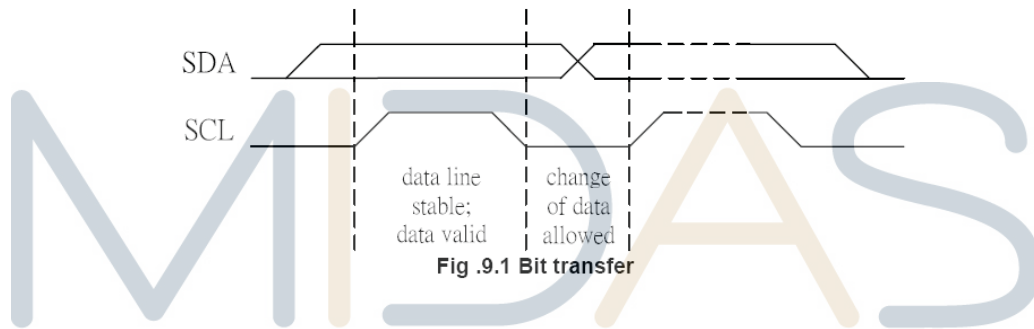 SDA
SCL
data line
stable;
data valid
change
of data
allowed
Fig .9.1 Bit transfer
MIDAS